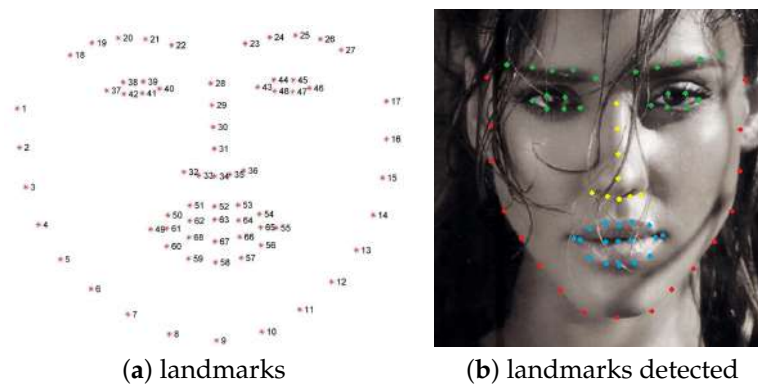 20 21 22 23 24 25 26
19 27
18
38 39 40 28 44 45
37 42 41 43 48 47 46
1 29 17
30
2 31 16
32 33 34 35 36
3 15
51 52 53
50 62 63 64 54 14
4 49 61 65 55
68 67 66
60 56
5 59 58 57 13
6 12
7 11
8 9 10
(a) landmarks
(b) landmarks detected